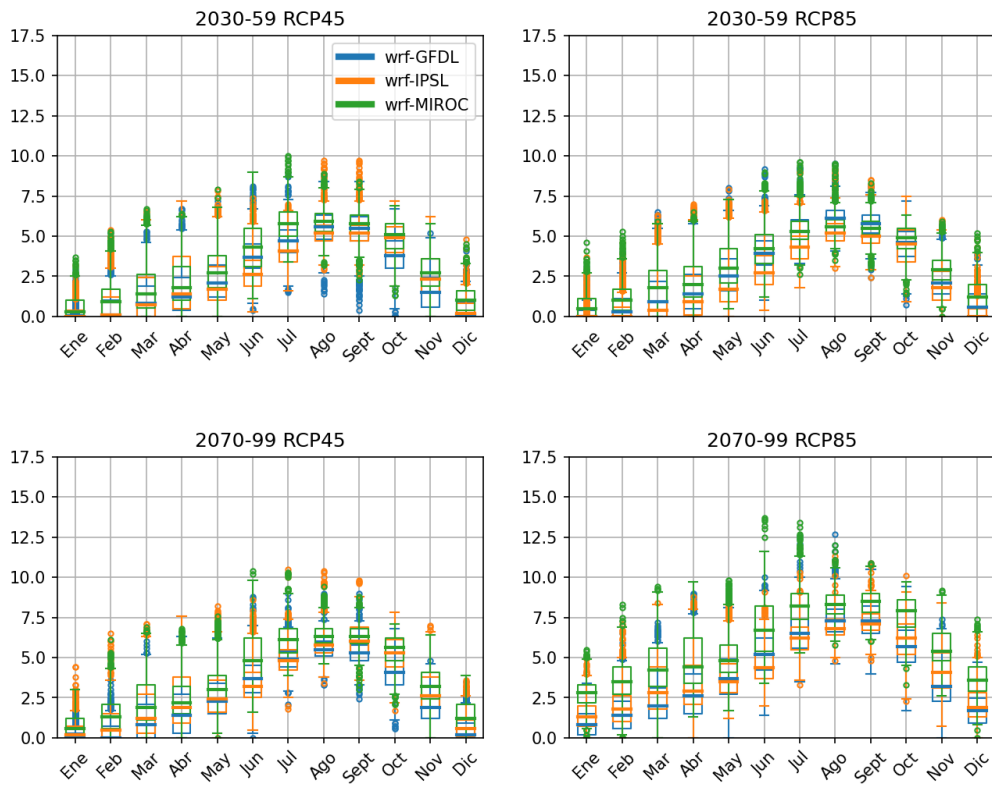 2030-59 RCP45
17.5
15.0
12.5
10.0
7.5
5.0
2.5
0.0
wrf-GFDL
wrf-IPSL
wrf-MIROC
Ene Feb Mar Abr May Jun Jul Ago Sept Oct Nov Dic
2030-59 RCP85
17.5
15.0
12.5
10.0
7.5
5.0
2.5
0.0
Ene Feb Mar Abr May Jun Jul Ago Sept Oct Nov Dic
2070-99 RCP45
17.5
15.0
12.5
10.0
7.5
5.0
2.5
0.0
Ene Feb Mar Abr May Jun Jul Ago Sept Oct Nov Dic
2070-99 RCP85
17.5
15.0
12.5
10.0
7.5
5.0
2.5
0.0
Ene Feb Mar Abr May Jun Jul Ago Sept Oct Nov Dic